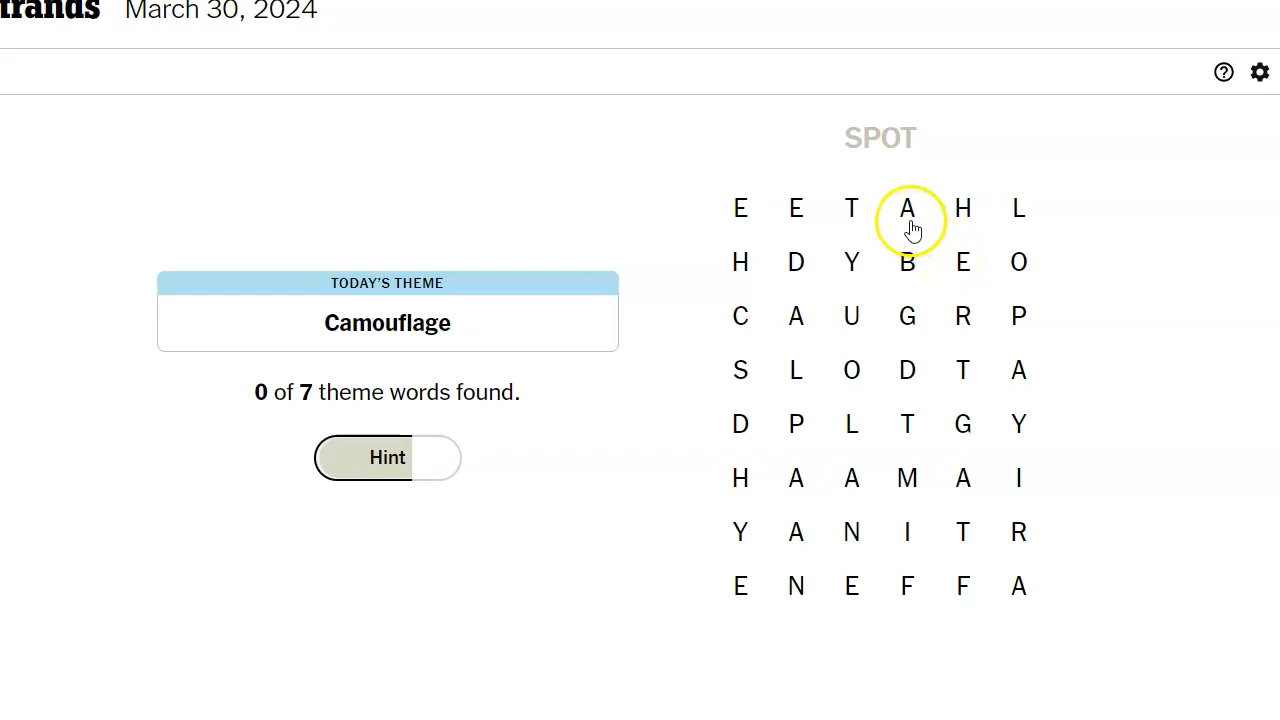 trands March 30, 2024
SPOT
TODAY'S THEME
Camouflage
0 of 7 theme words found.
Hint
E E T A H L
H D Y B E O
C A U G R P
S L O D T A
D P L T G Y
H A A M A I
Y A N I T R
E N E F F A